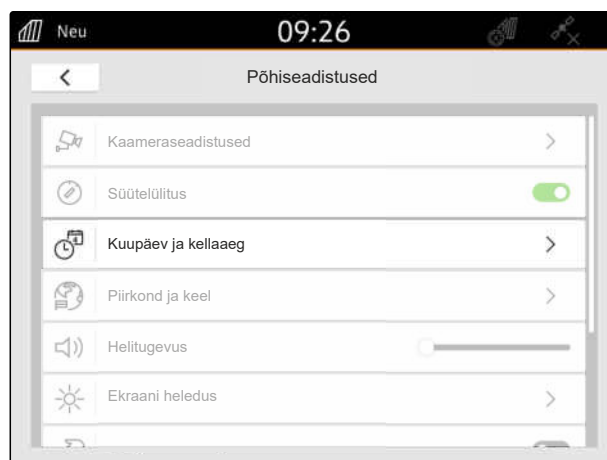 Neu
09:26
Põhiseadistused
Kaameraseadistused
Süütelülitus
Kuupäev ja kellaaeg
Piirkond ja keel
Helitugevus
Ekraani heledus